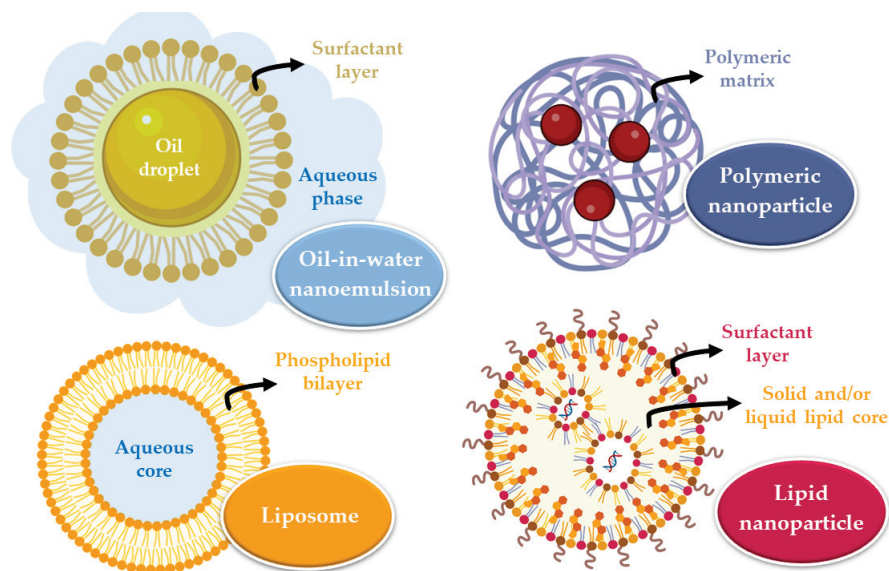 Surfactant
layer
Oil
droplet
Aqueous
phase
Oil-in-water
nanoemulsion
Polymeric
matrix
Polymeric
nanoparticle
Phospholipid
bilayer
Aqueous
core
Liposome
Surfactant
layer
Solid and/or
liquid lipid core
Lipid
nanoparticle